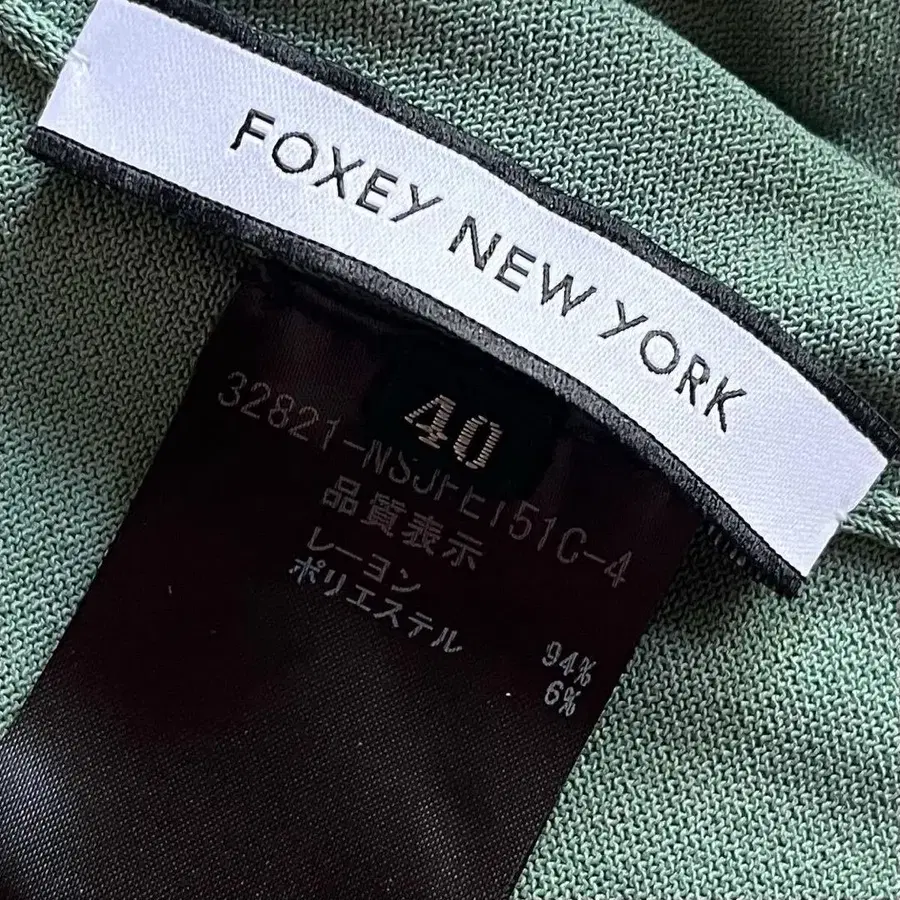 FOXEY NEW YORK
40
32821-NSJPE151C-4
品質表示
レーヨン 94%
ポリエステル 6%